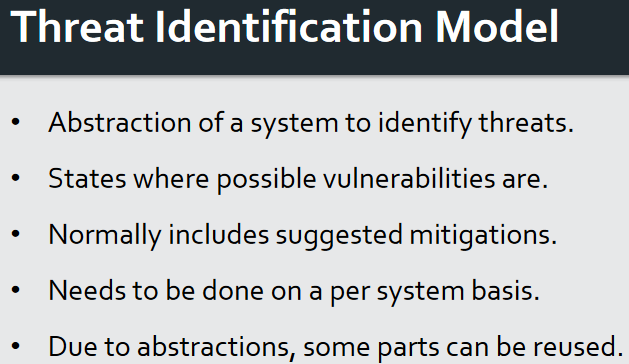 Threat Identification Model
• Abstraction of a system to identify threats.
• States where possible vulnerabilities are.
• Normally includes suggested mitigations.
• Needs to be done on a per system basis.
• Due to abstractions, some parts can be reused.